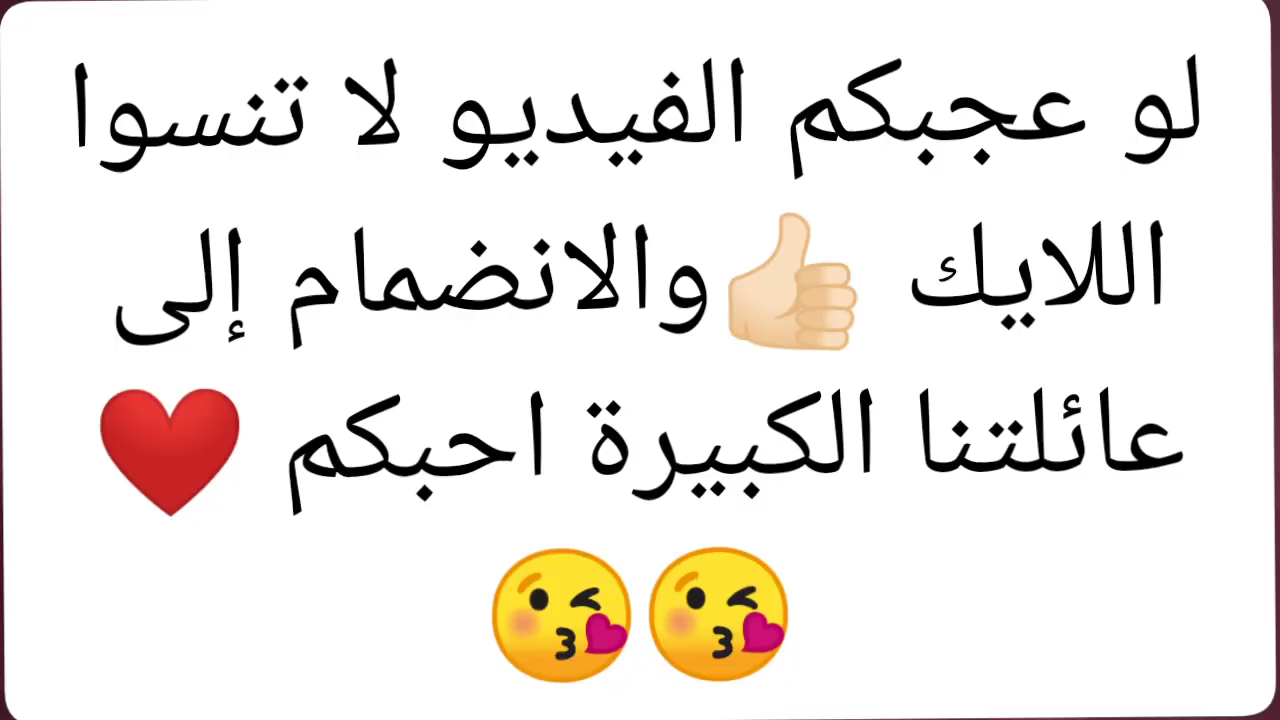 لو عجبكم الفيديو لا تنسوا
اللايك 👍🏻والانضمام إلى
عائلتنا الكبيرة احبكم ❤️
😘😘